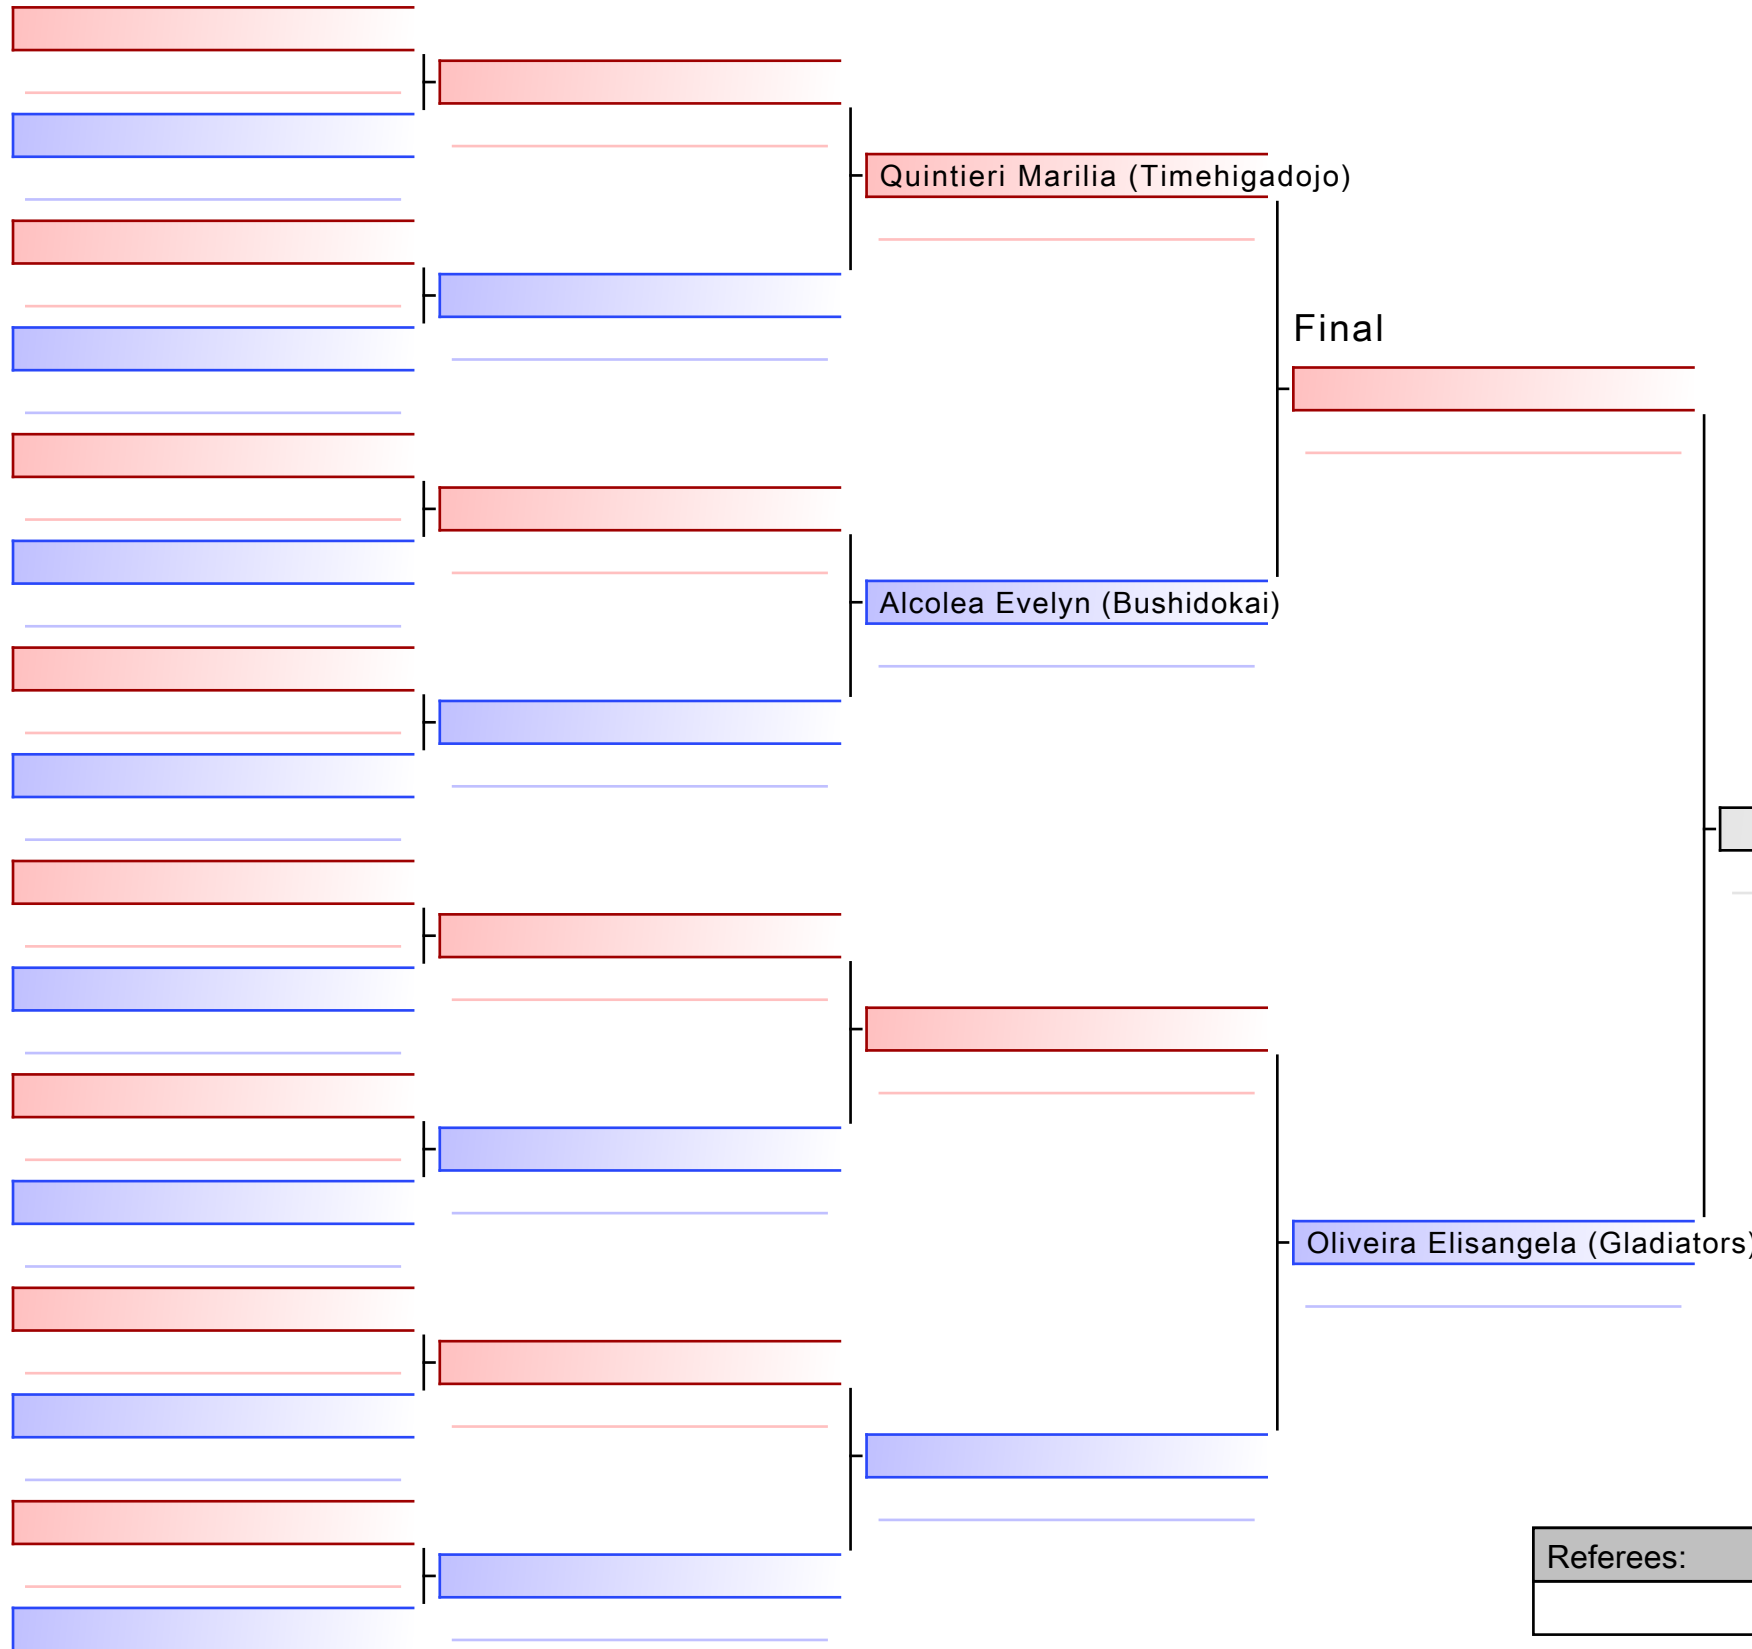 Quintieri Marilia (Timehigadojo)
Final
Alcolea Evelyn (Bushidokai)
Oliveira Elisangela (Gladiators)
Referees: